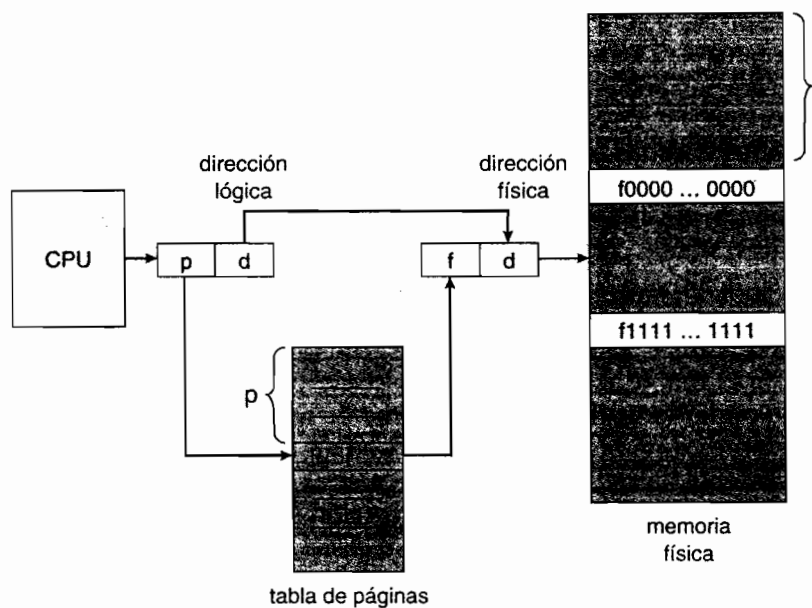 dirección
lógica
dirección
física
CPU
p
d
f
d
f0000 ... 0000
f1111 ... 1111
p
tabla de páginas
memoria
física